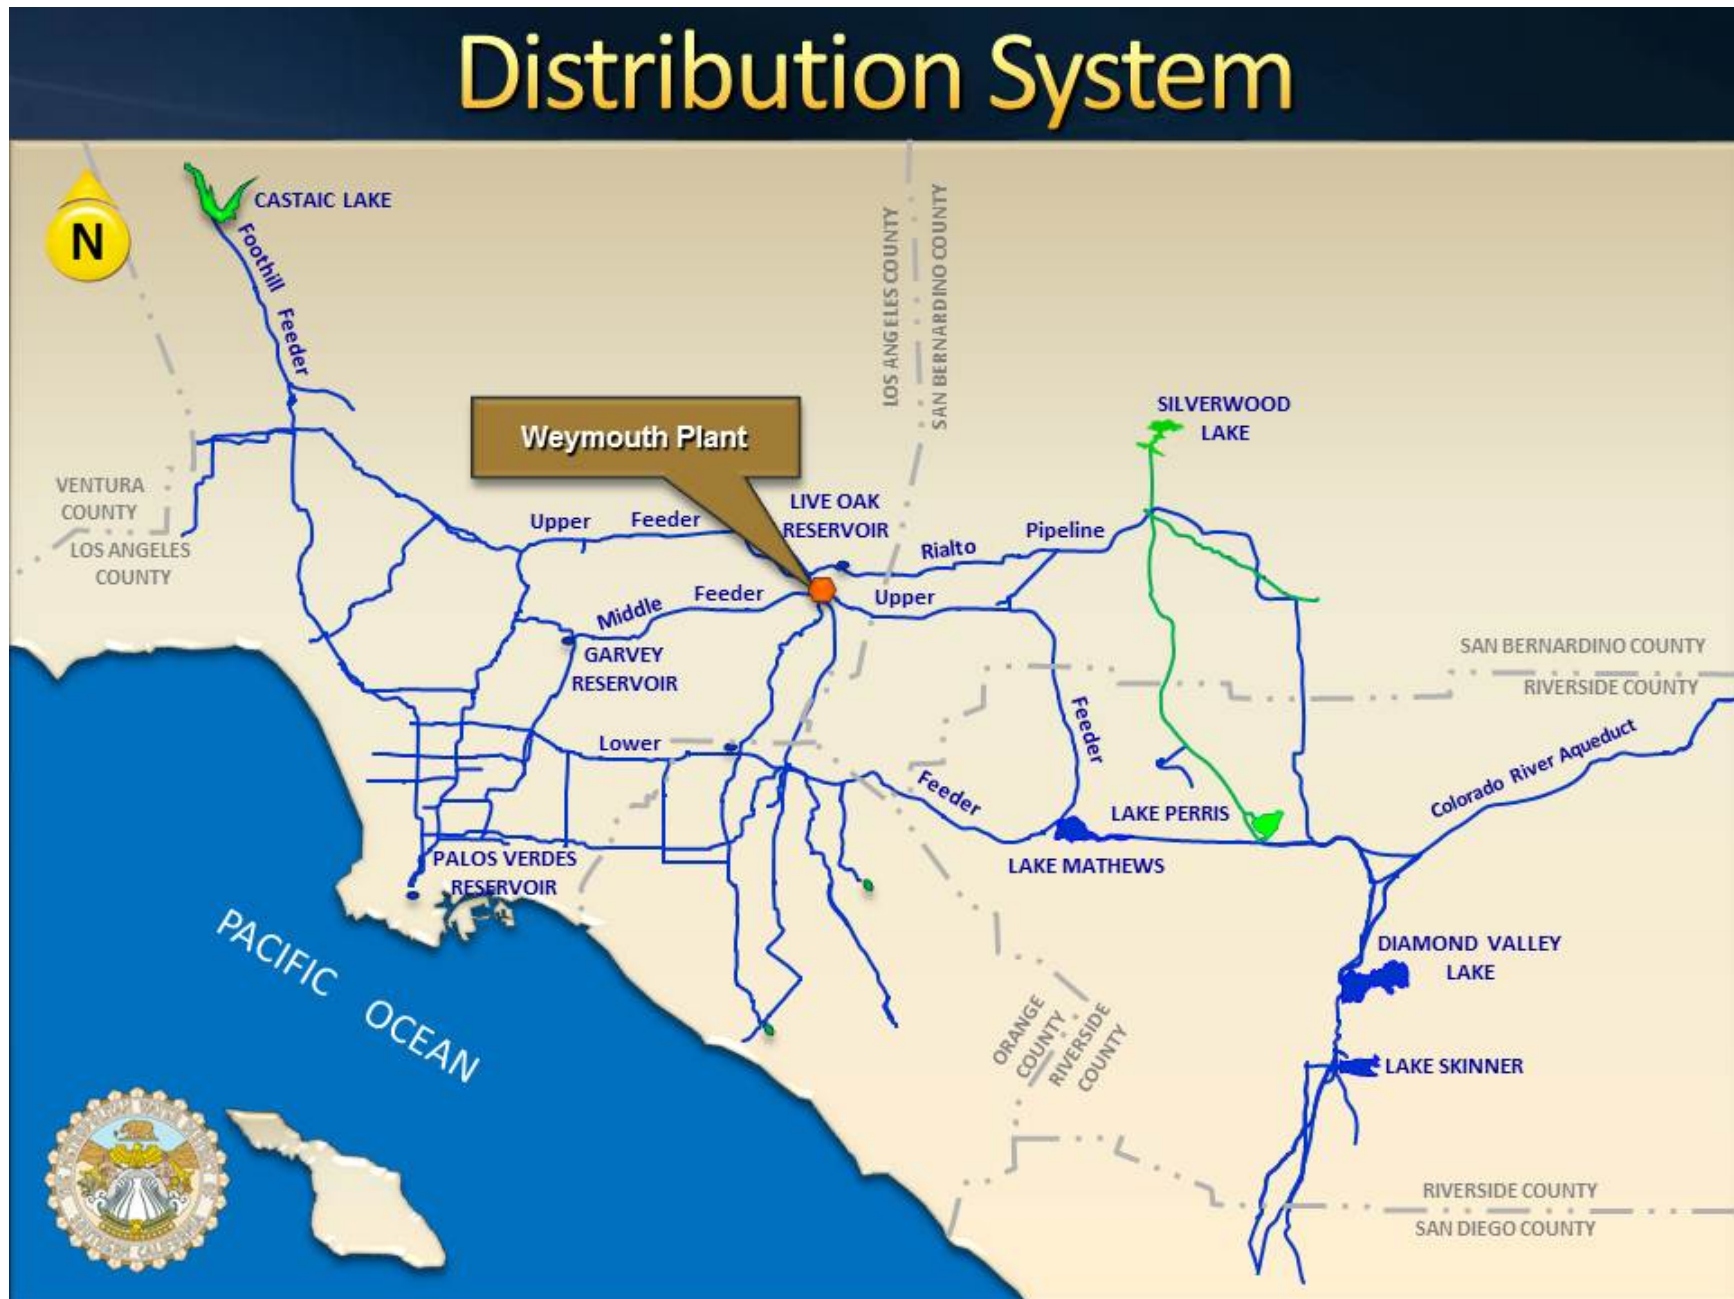 Distribution System
N
CASTAIC LAKE
Foothill Feeder
LOS ANGELES COUNTY
SAN BERNARDINO COUNTY
Weymouth Plant
SILVERWOOD
LAKE
VENTURA
COUNTY
LOS ANGELES
COUNTY
Upper Feeder
LIVE OAK
RESERVOIR
Rialto Pipeline
Middle Feeder
Upper
Feeder
GARVEY
RESERVOIR
SAN BERNARDINO COUNTY
RIVERSIDE COUNTY
Lower
Feeder
Colorado River Aqueduct
LAKE PERRIS
LAKE MATHEWS
PALOS VERDES
RESERVOIR
PACIFIC OCEAN
DIAMOND VALLEY
LAKE
ORANGE
COUNTY
RIVERSIDE
COUNTY
LAKE SKINNER
RIVERSIDE COUNTY
SAN DIEGO COUNTY